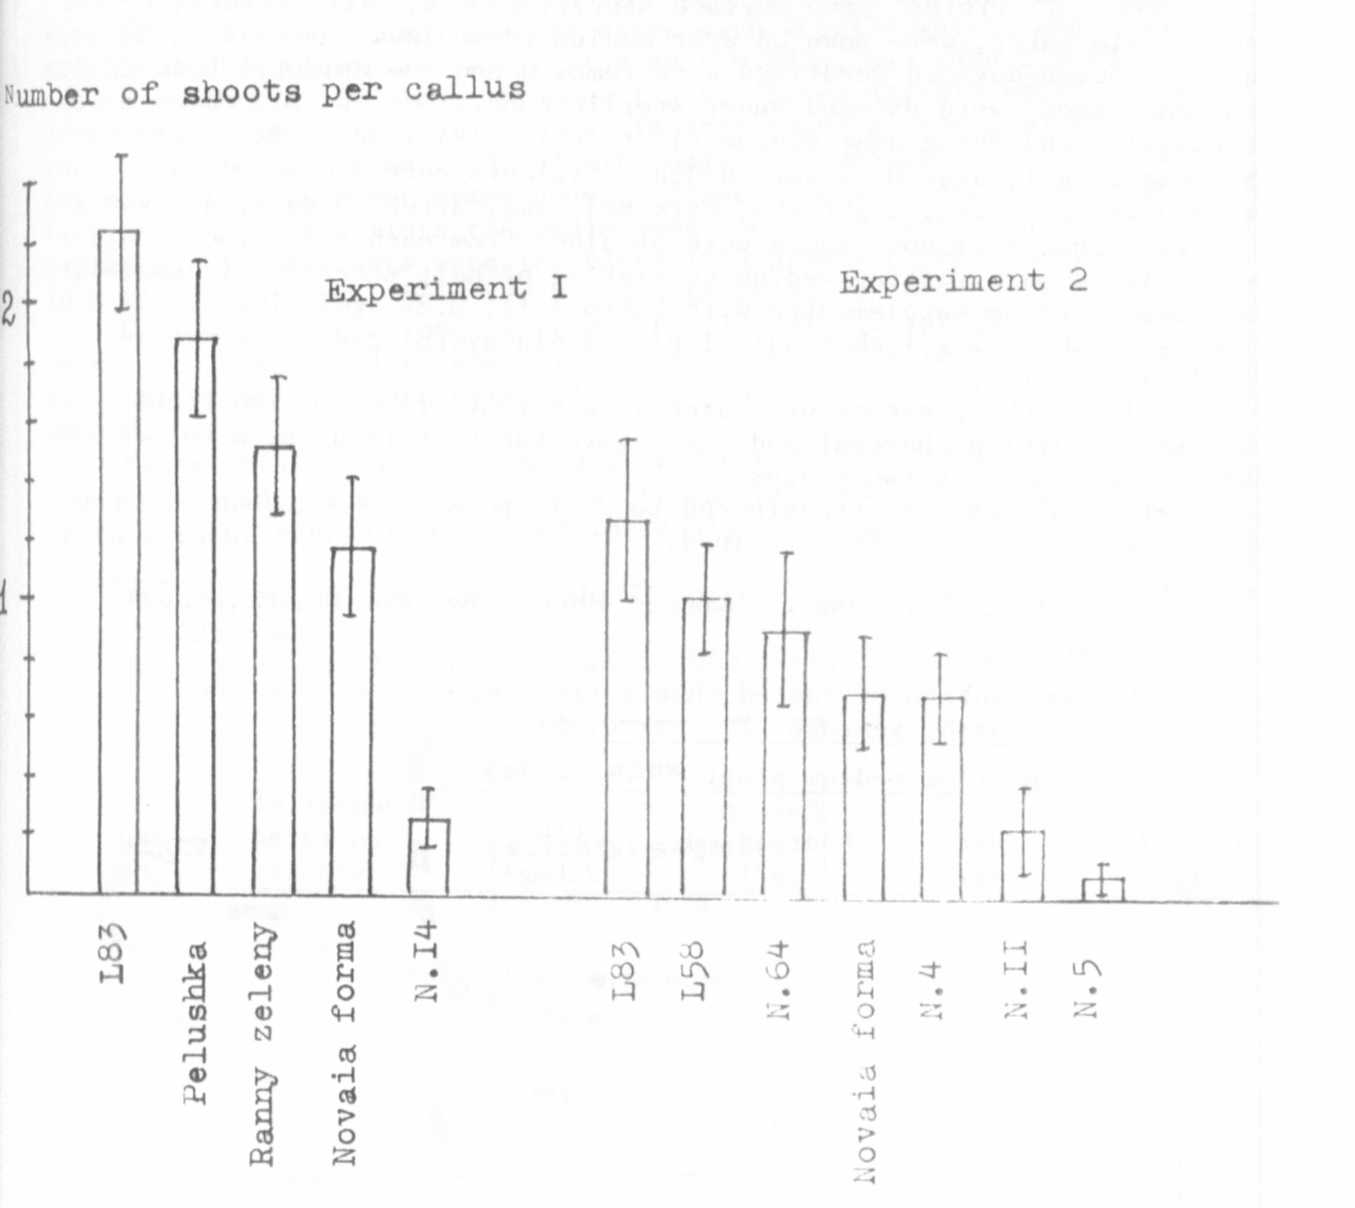 Number of shoots per callus
Experiment I
Experiment 2
2
1
L83
Pelushka
Ranny zeleny
Novaia forma
N.I4
L83
L58
N.64
Novaia forma
N.4
N.II
N.5